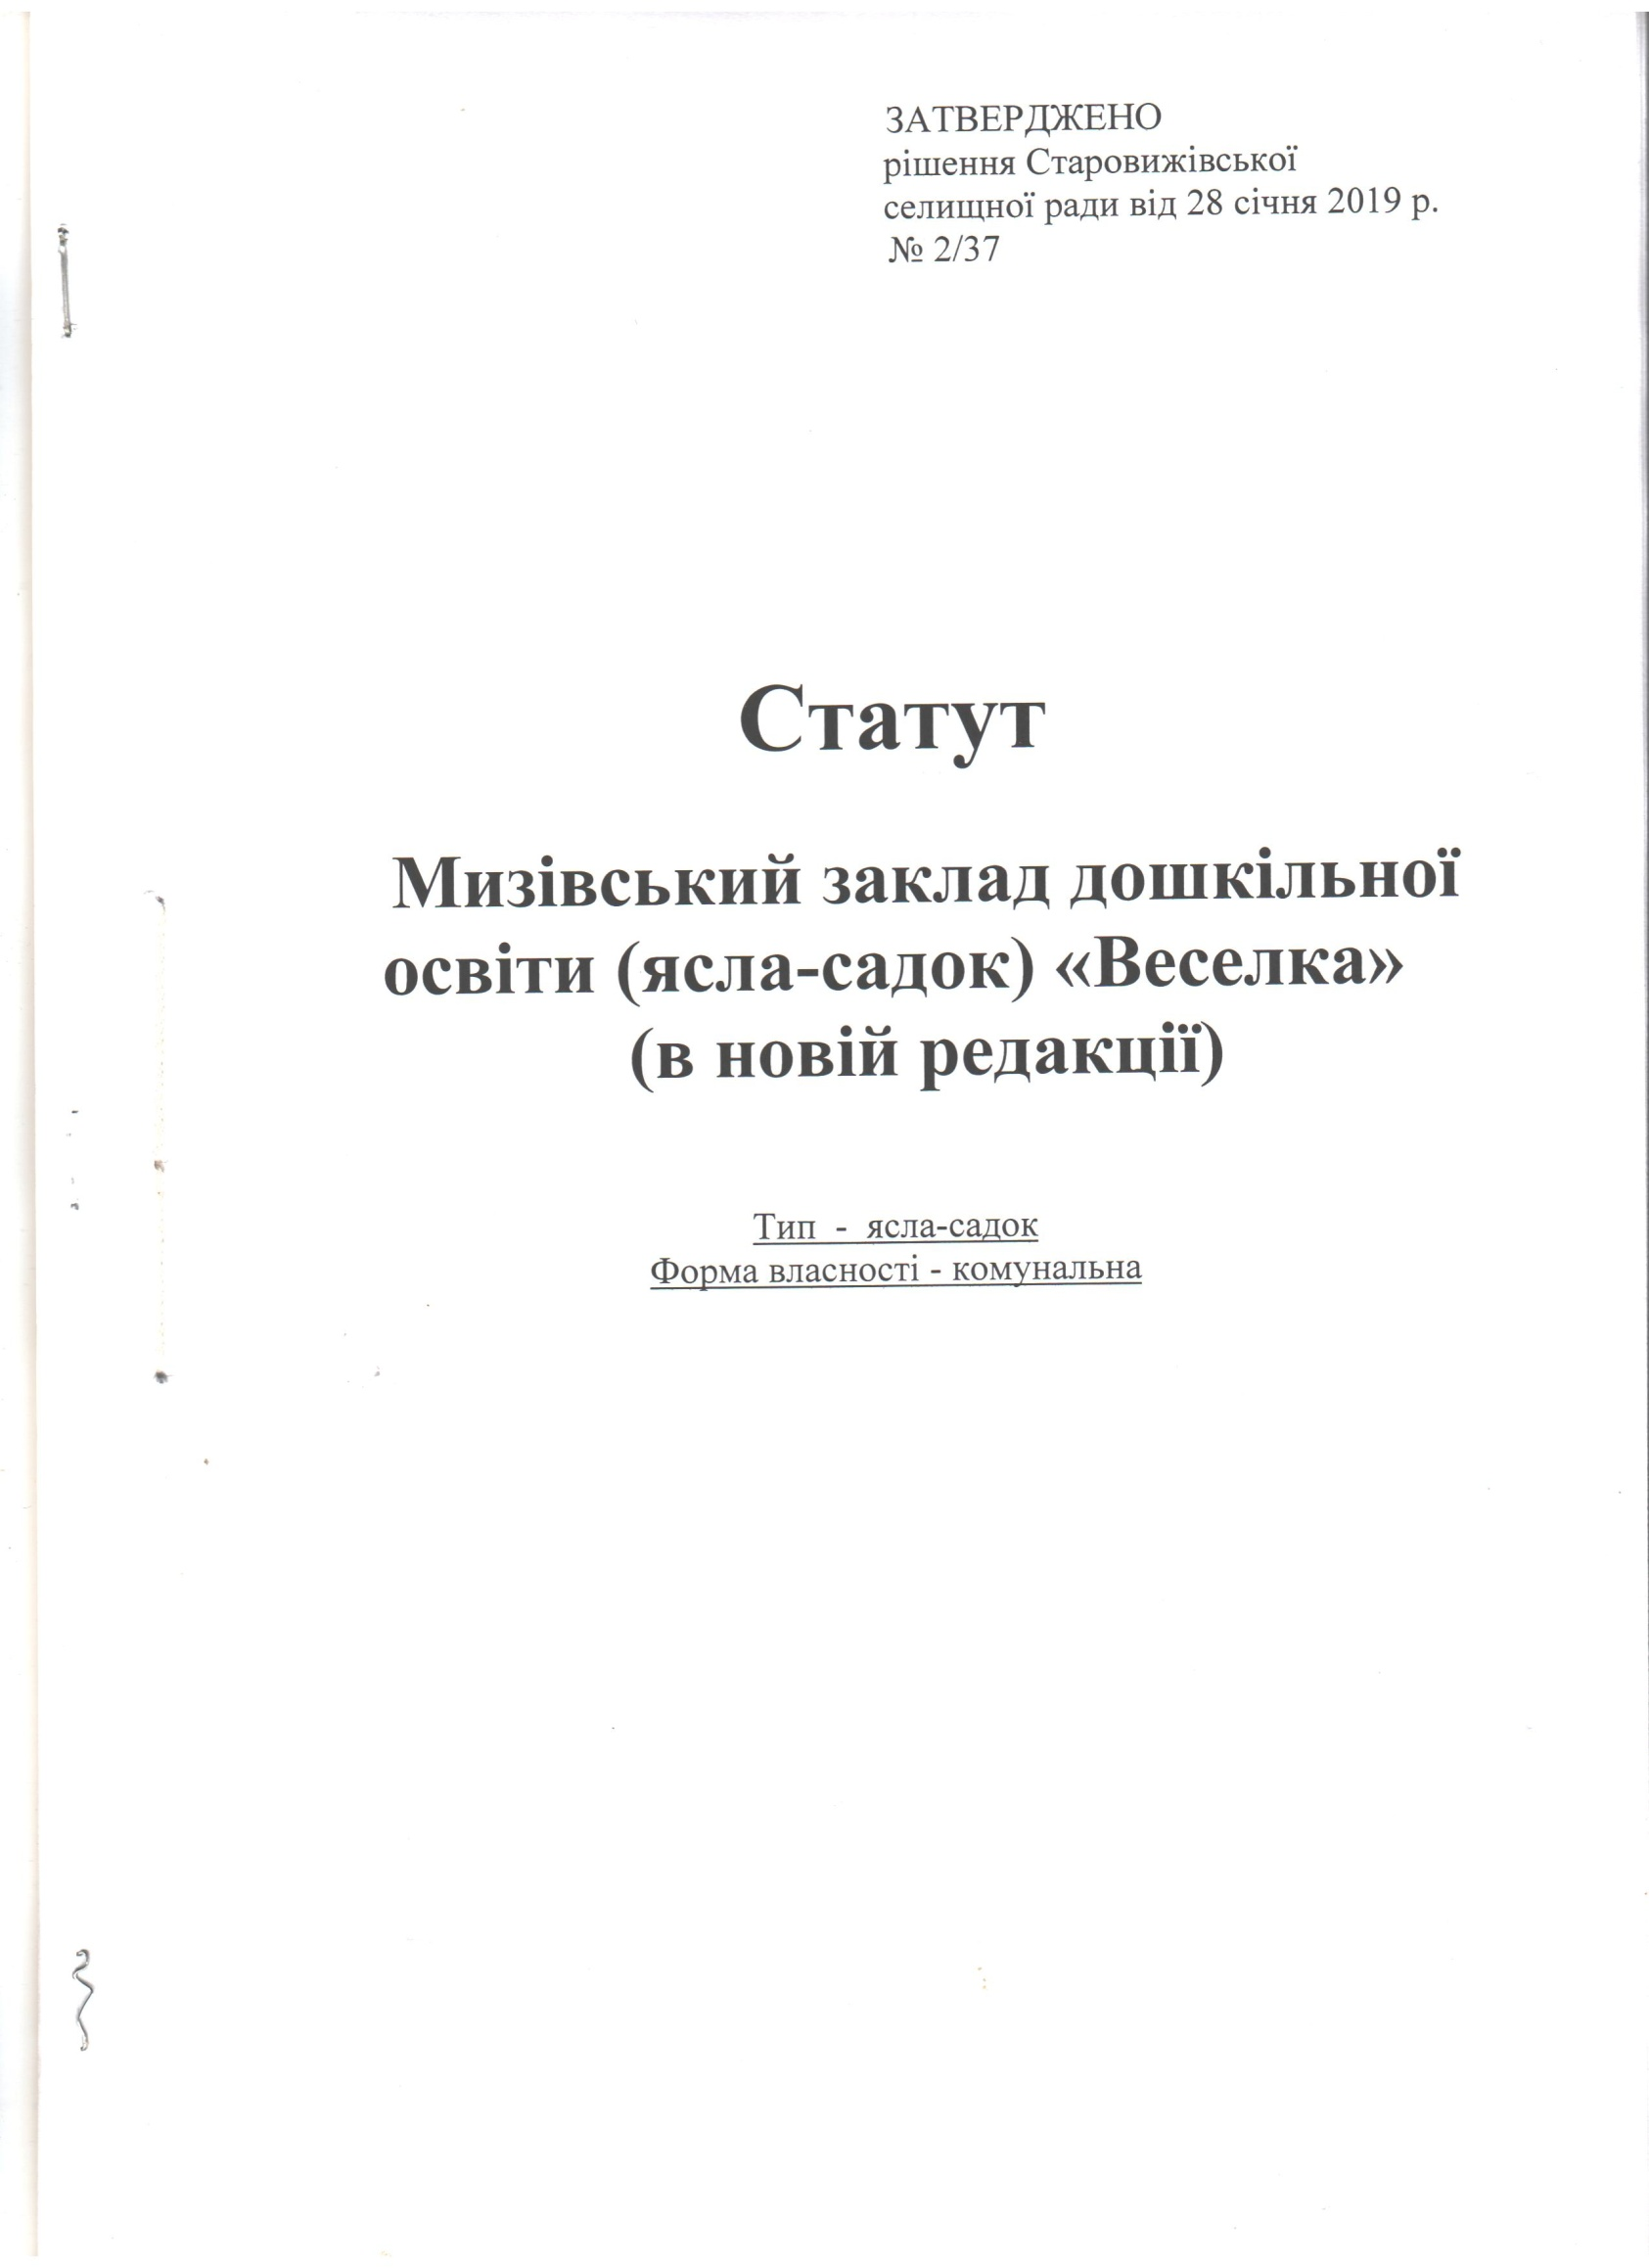 ЗАТВЕРДЖЕНО
рішення Старовижівської
селищної ради від 28 січня 2019 р.
№ 2/37
Статут
Мизівський заклад дошкільної
освіти (ясла-садок) «Веселка»
(в новій редакції)
Тип - ясла-садок
Форма власності - комунальна